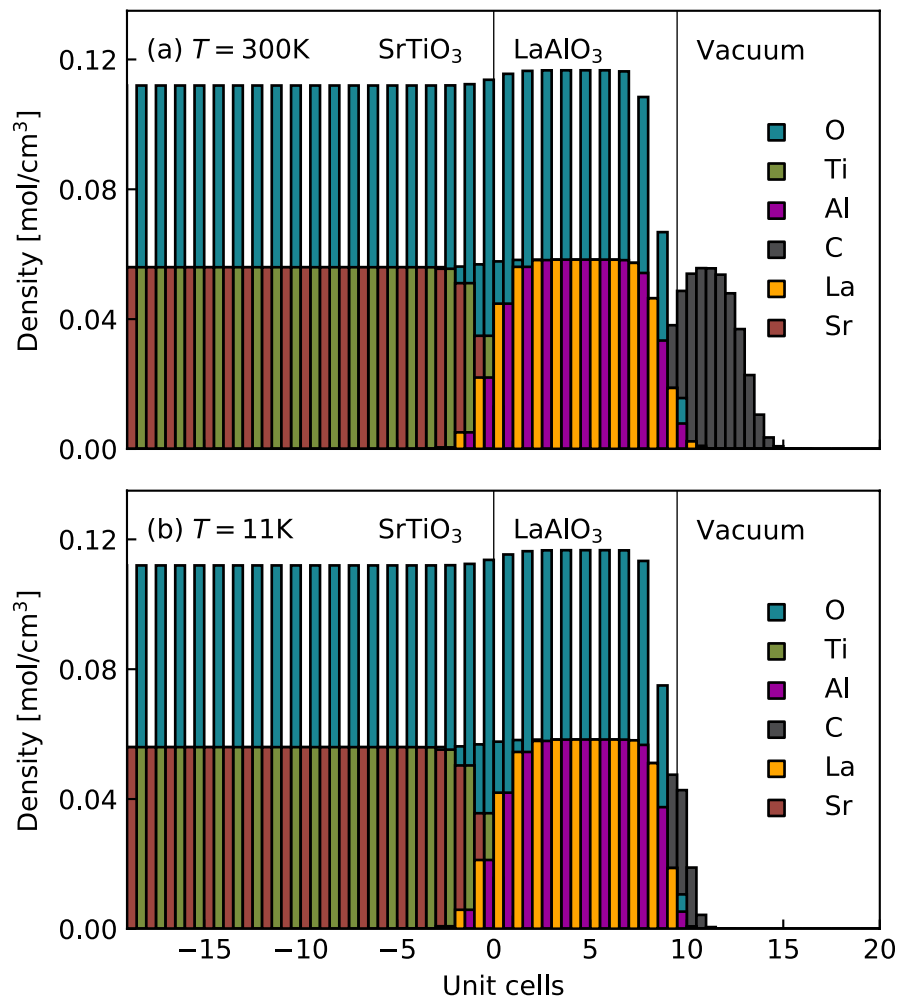 (a) T = 300K SrTiO₃ LaAlO₃ Vacuum
0.12
0.08
0.04
0.00
Density [mol/cm³]
O
Ti
Al
C
La
Sr
(b) T = 11K SrTiO₃ LaAlO₃ Vacuum
0.12
0.08
0.04
0.00
Density [mol/cm³]
O
Ti
Al
C
La
Sr
−15 −10 −5 0 5 10 15 20
Unit cells